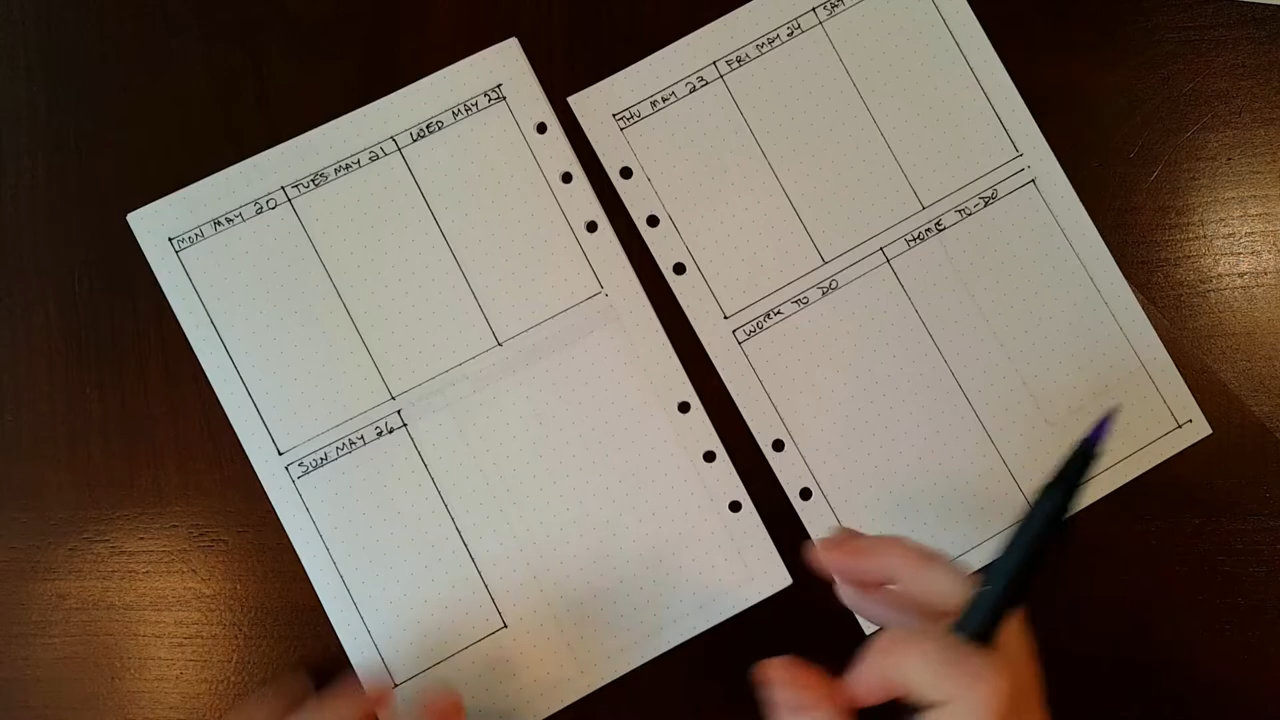 MON MAY 20
TUES MAY 21
WED MAY 22
SUN MAY 26
THU MAY 23
FRI MAY 24
WORK TO DO
HOME TO-DO